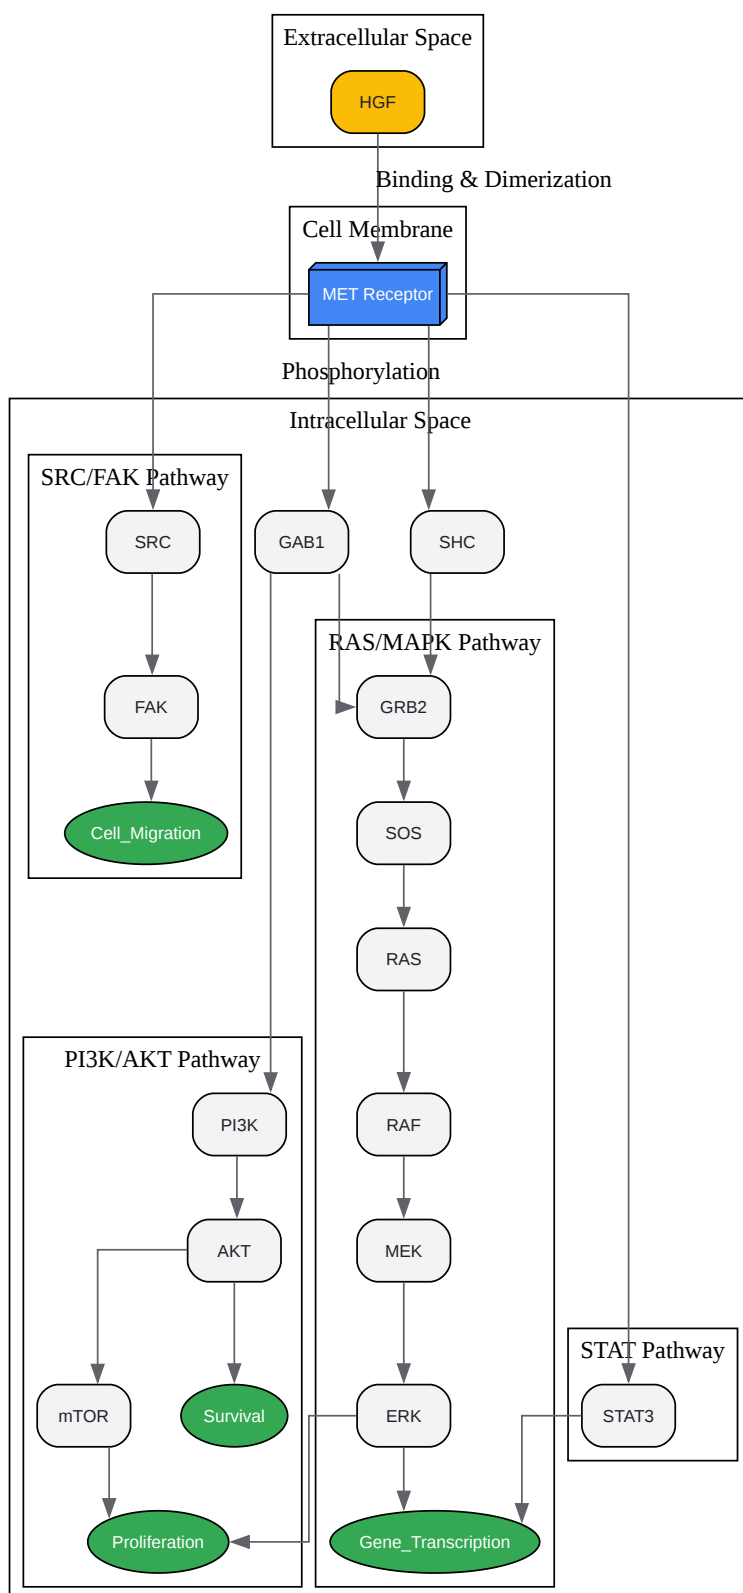 Extracellular Space
HGF
Binding & Dimerization
Cell Membrane
MET Receptor
Phosphorylation
Intracellular Space
SRC/FAK Pathway
SRC
GAB1
SHC
RAS/MAPK Pathway
FAK
GRB2
Cell_Migration
SOS
RAS
PI3K/AKT Pathway
PI3K
RAF
AKT
MEK
STAT Pathway
mTOR
Survival
ERK
STAT3
Proliferation
Gene_Transcription